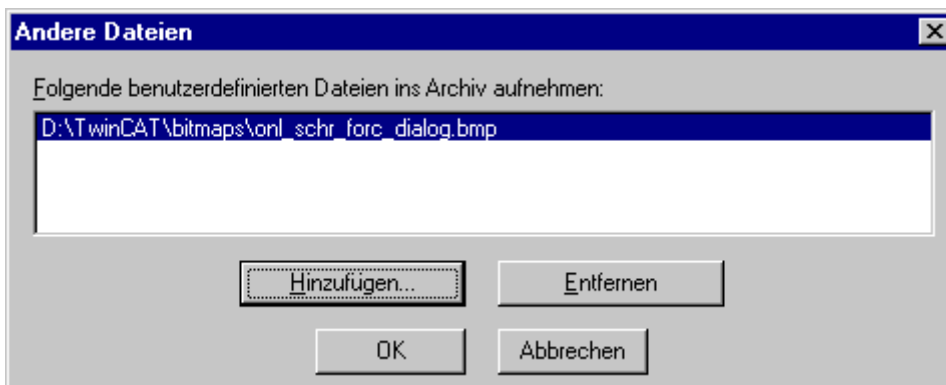 Andere Dateien
Folgende benutzerdefinierten Dateien ins Archiv aufnehmen:
D:\TwinCAT\bitmaps\onl_schr_forc_dialog.bmp
Hinzufügen... Entfernen
OK Abbrechen